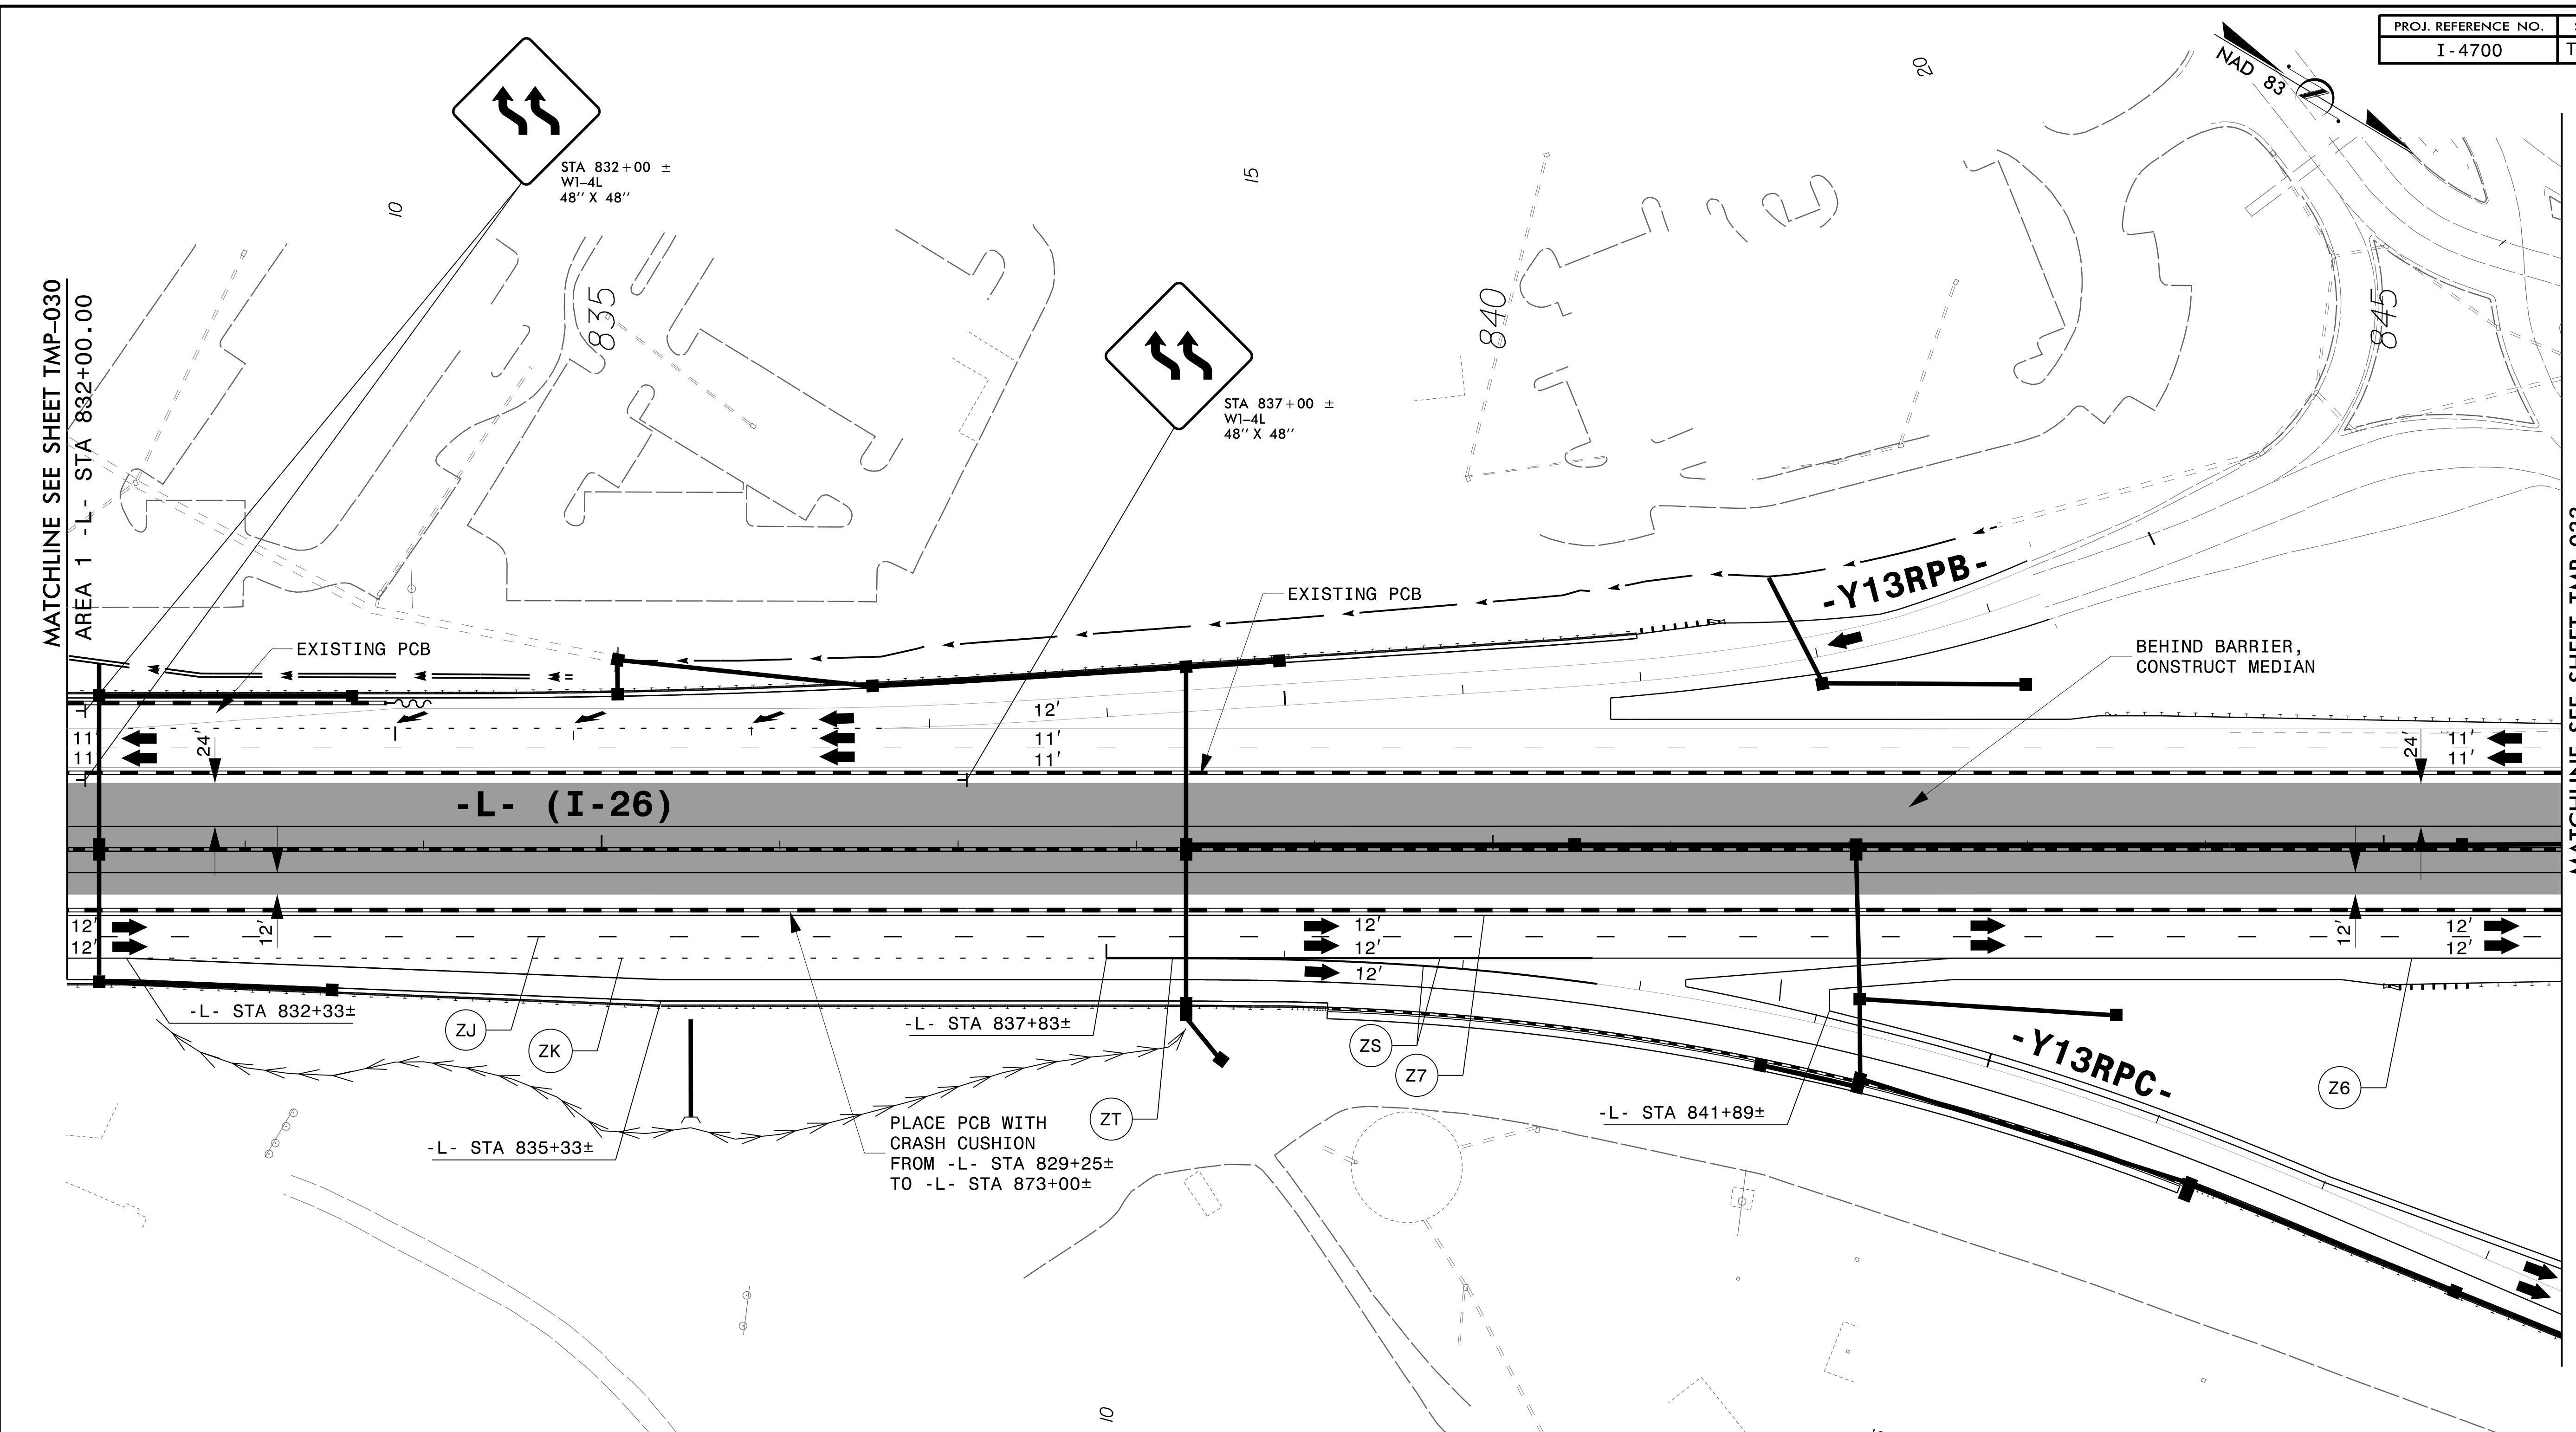 PROJ. REFERENCE NO.
I-4700
NAD 83
20
15
10
STA 832+00 ±
W1-4L
48'' X 48''
STA 837+00 ±
W1-4L
48'' X 48''
835
840
845
MATCHLINE SEE SHEET TMP-030
AREA 1 -L- STA 832+00.00
EXISTING PCB
EXISTING PCB
-Y13RPB-
BEHIND BARRIER,
CONSTRUCT MEDIAN
11'
11'
24'
12'
11'
11'
24'
11'
11'
-L- (I-26)
12'
12'
12'
12'
12'
12'
12'
12'
12'
-L- STA 832+33±
ZJ
ZK
-L- STA 837+83±
ZS
Z7
ZT
-L- STA 835+33±
PLACE PCB WITH
CRASH CUSHION
FROM -L- STA 829+25±
TO -L- STA 873+00±
-L- STA 841+89±
-Y13RPC-
Z6
10